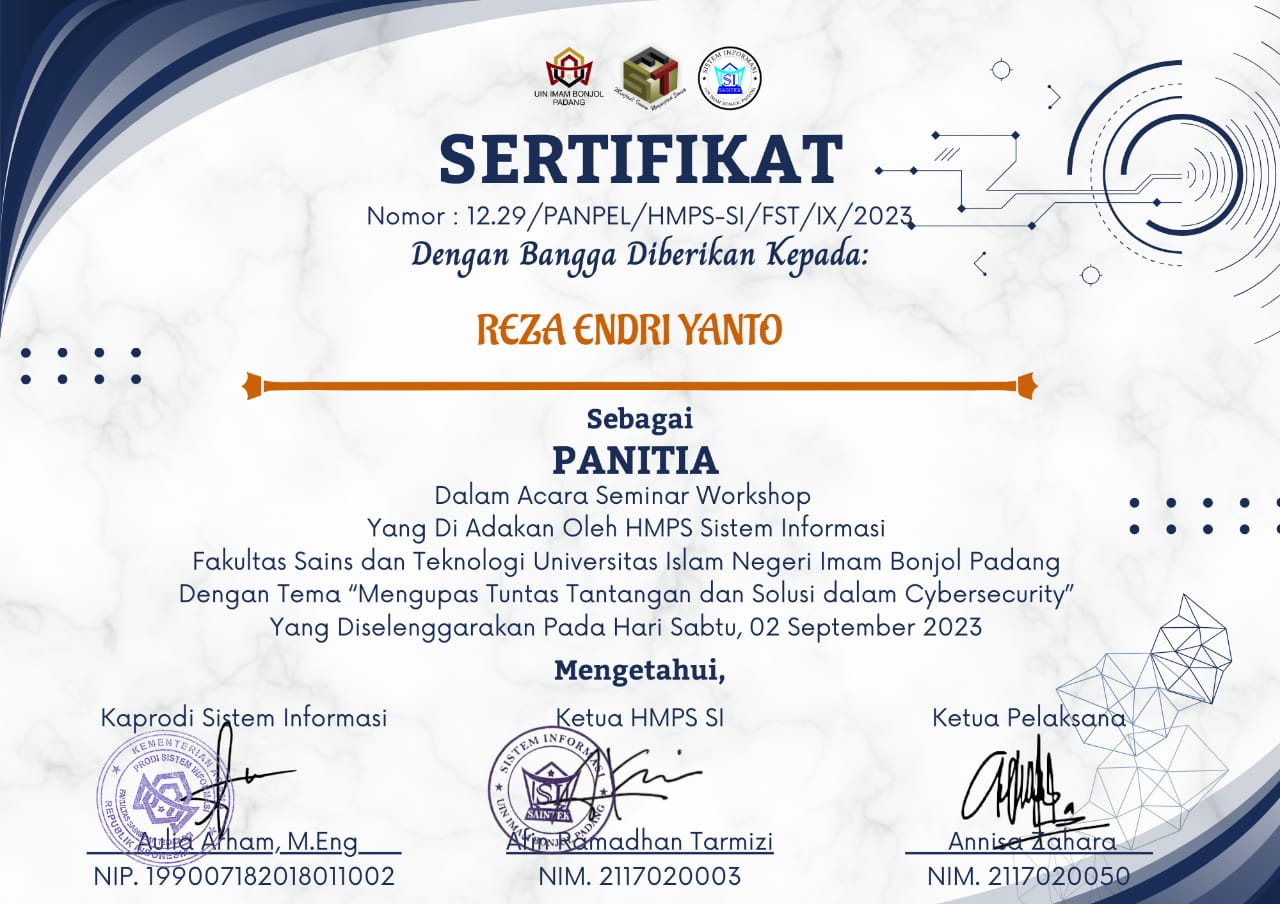 UIN IMAM BONJOL
PADANG
SISTEM INFORMASI
SI
SAINTEK
UIN IMAM BONJOL PADANG
SERTIFIKAT
Nomor : 12.29/PANPEL/HMPS-SI/FST/IX/2023
Dengan Bangga Diberikan Kepada:
REZA ENDRI YANTO
Sebagai
PANITIA
Dalam Acara Seminar Workshop
Yang Di Adakan Oleh HMPS Sistem Informasi
Fakultas Sains dan Teknologi Universitas Islam Negeri Imam Bonjol Padang
Dengan Tema “Mengupas Tuntas Tantangan dan Solusi dalam Cybersecurity”
Yang Diselenggarakan Pada Hari Sabtu, 02 September 2023
Mengetahui,
Kaprodi Sistem Informasi
Ketua HMPS SI
Ketua Pelaksana
KEMENTERIAN
PRODI SISTEM INFORMASI
REPUBLIK INDONESIA
SISTEM INFORMASI
SI
SAINTEK
UIN IMAM BONJOL PADANG
Aulia Arham, M.Eng
Ramadhan Tarmizi
Annisa Zahara
NIP. 199007182018011002
NIM. 2117020003
NIM. 2117020050